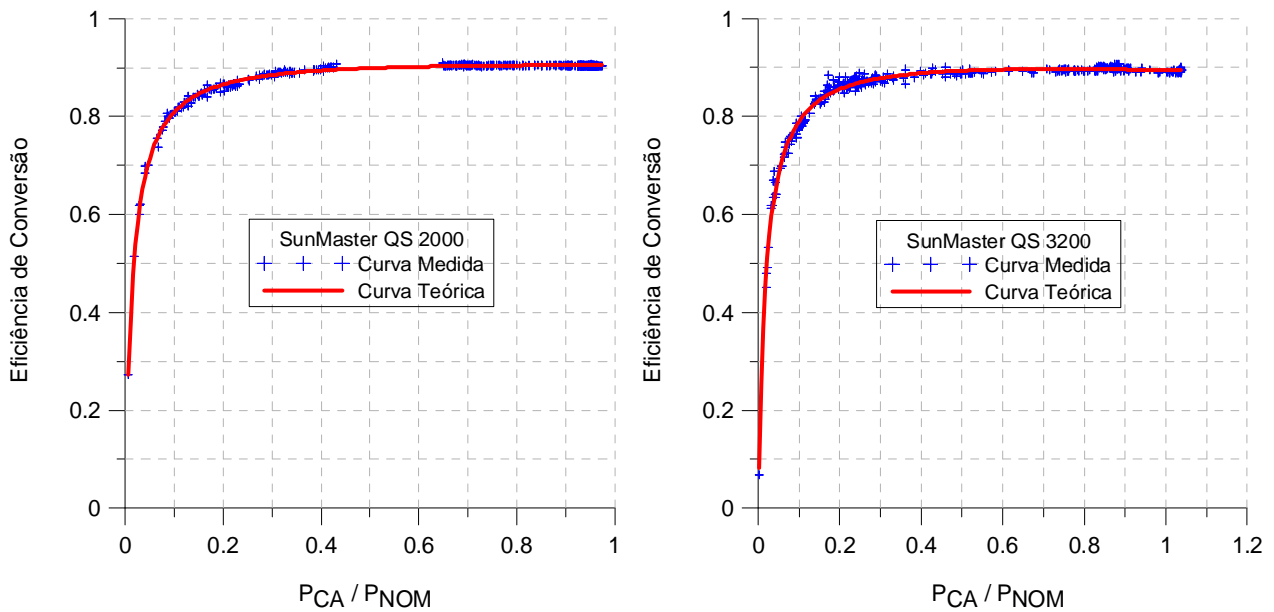 1
0.8
0.6
0.4
0.2
0
Eficiência de Conversão
SunMaster QS 2000
Curva Medida
Curva Teórica
0 0.2 0.4 0.6 0.8 1
PCA / PNOM
1
0.8
0.6
0.4
0.2
0
Eficiência de Conversão
SunMaster QS 3200
Curva Medida
Curva Teórica
0 0.2 0.4 0.6 0.8 1 1.2
PCA / PNOM